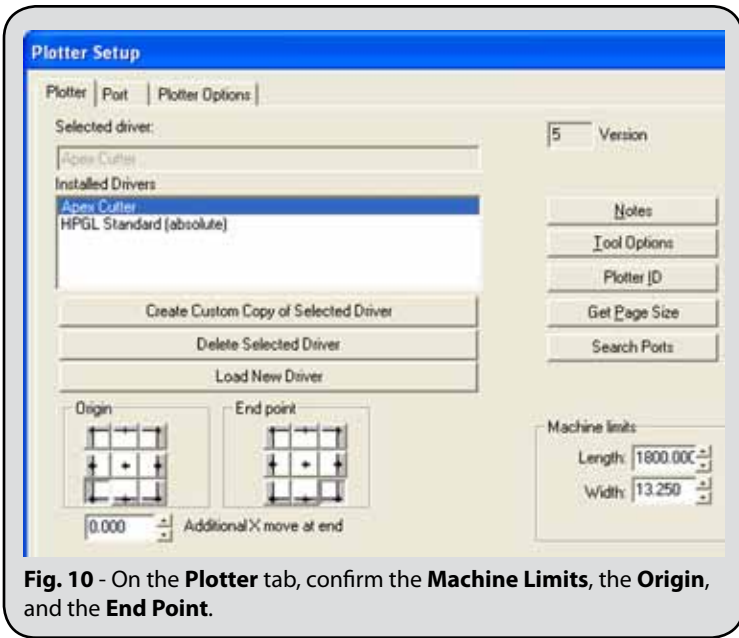 Plotter Setup
Plotter Port Plotter Options
Selected driver:
5 Version
Apex Cutter
Installed Drivers
Apex Cutter
HPGL Standard (absolute)
Notes
Tool Options
Plotter ID
Create Custom Copy of Selected Driver
Get Page Size
Delete Selected Driver
Search Ports
Load New Driver
Origin
End point
Machine limits
Length: 1800.00
Width: 13.250
0.000 Additional X move at end
Fig. 10 - On the Plotter tab, confirm the Machine Limits, the Origin,
and the End Point.